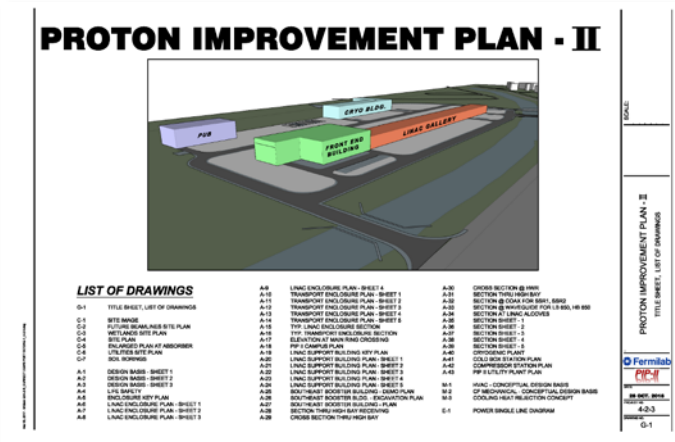 PROTON IMPROVEMENT PLAN - II
CRYO BLDG.
PUB
LINAC GALLERY
FRONT END
BUILDING
LIST OF DRAWINGS
G-1 TITLE SHEET, LIST OF DRAWINGS
C-1 SITE IMAGE
C-2 FUTURE BEAMLINES SITE PLAN
C-3 WETLANDS SITE PLAN
C-4 SITE PLAN
C-5 ENLARGED PLAN AT ABSORBER
C-6 UTILITIES SITE PLAN
C-7 SOIL BORINGS
A-1 DESIGN BASIS - SHEET 1
A-2 DESIGN BASIS - SHEET 2
A-3 DESIGN BASIS - SHEET 3
A-4 LIFE SAFETY
A-5 ENCLOSURE KEY PLAN
A-6 LINAC ENCLOSURE PLAN - SHEET 1
A-7 LINAC ENCLOSURE PLAN - SHEET 2
A-8 LINAC ENCLOSURE PLAN - SHEET 3
A-9 LINAC ENCLOSURE PLAN - SHEET 4
A-10 TRANSPORT ENCLOSURE PLAN - SHEET 1
A-11 TRANSPORT ENCLOSURE PLAN - SHEET 2
A-12 TRANSPORT ENCLOSURE PLAN - SHEET 3
A-13 TRANSPORT ENCLOSURE PLAN - SHEET 4
A-14 TRANSPORT ENCLOSURE PLAN - SHEET 5
A-15 TYP. LINAC ENCLOSURE SECTION
A-16 TYP. TRANSPORT ENCLOSURE SECTION
A-17 ELEVATION AT MAIN RING CROSSING
A-18 PIP II CAMPUS PLAN
A-19 LINAC SUPPORT BUILDING KEY PLAN
A-20 LINAC SUPPORT BUILDING PLAN - SHEET 1
A-21 LINAC SUPPORT BUILDING PLAN - SHEET 2
A-22 LINAC SUPPORT BUILDING PLAN - SHEET 3
A-23 LINAC SUPPORT BUILDING PLAN - SHEET 4
A-24 LINAC SUPPORT BUILDING PLAN - SHEET 5
A-25 SOUTHEAST BOOSTER BUILDING - DEMO PLAN
A-26 SOUTHEAST BOOSTER BLDG. - EXCAVATION PLAN
A-27 SOUTHEAST BOOSTER BUILDING - PLAN
A-28 SECTION THRU HIGH BAY RECEIVING
A-29 CROSS SECTION THRU HIGH BAY
A-30 CROSS SECTION @ HWR
A-31 SECTION THRU HIGH BAY
A-32 SECTION @ COAX FOR SSR1, SSR2
A-33 SECTION @ WAVEGUIDE FOR LB 650, HB 650
A-34 SECTION AT LINAC ALCOVES
A-35 SECTION SHEET - 1
A-36 SECTION SHEET - 2
A-37 SECTION SHEET - 3
A-38 SECTION SHEET - 4
A-39 SECTION SHEET - 5
A-40 CRYOGENIC PLANT
A-41 COLD BOX STATION PLAN
A-42 COMPRESSOR STATION PLAN
A-43 PIP II UTILITY PLANT PLAN
M-1 HVAC - CONCEPTUAL DESIGN BASIS
M-2 CF MECHANICAL - CONCEPTUAL DESIGN BASIS
M-3 COOLING HEAT REJECTION CONCEPT
E-1 POWER SINGLE LINE DIAGRAM
SCALE:
PROTON IMPROVEMENT PLAN - II
TITLE SHEET, LIST OF DRAWINGS
Fermilab
PIP-II
4-2-3
G-1